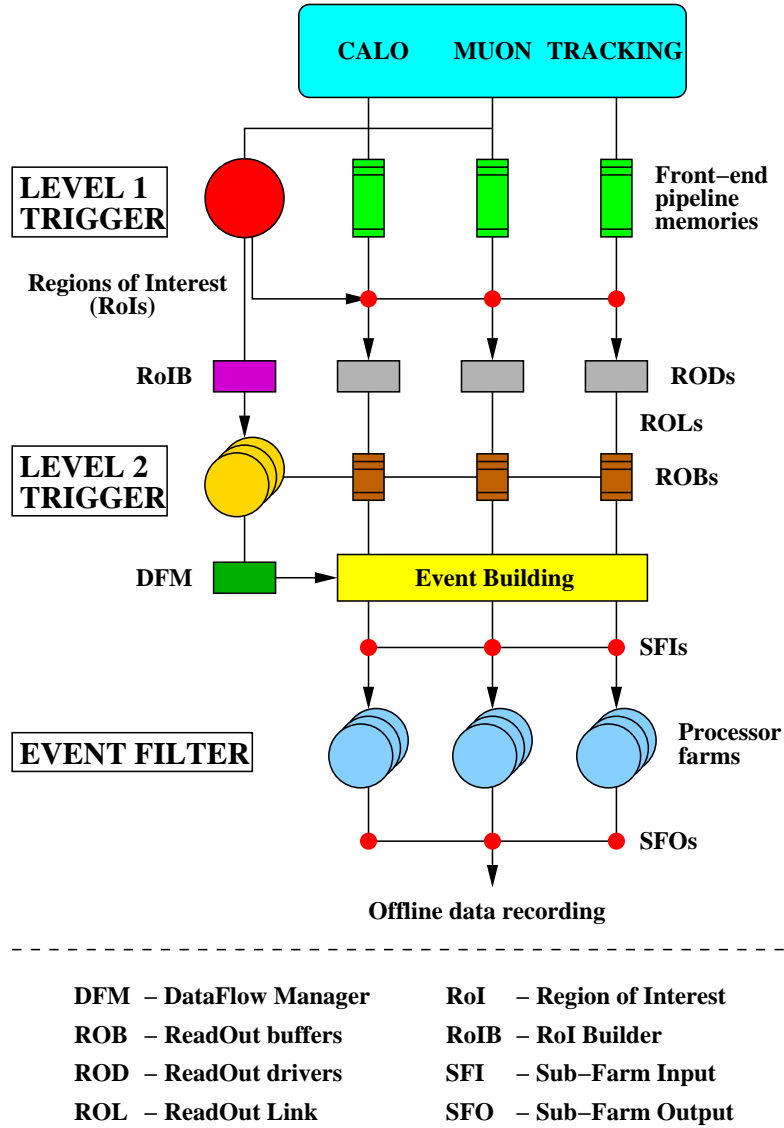 CALO MUON TRACKING
LEVEL 1
TRIGGER
Front−end
pipeline
memories
Regions of Interest
(RoIs)
RoIB
RODs
ROLs
LEVEL 2
TRIGGER
ROBs
DFM
Event Building
SFIs
EVENT FILTER
Processor
farms
SFOs
Offline data recording
DFM − DataFlow Manager
ROB − ReadOut buffers
ROD − ReadOut drivers
ROL − ReadOut Link
RoI − Region of Interest
RoIB − RoI Builder
SFI − Sub−Farm Input
SFO − Sub−Farm Output